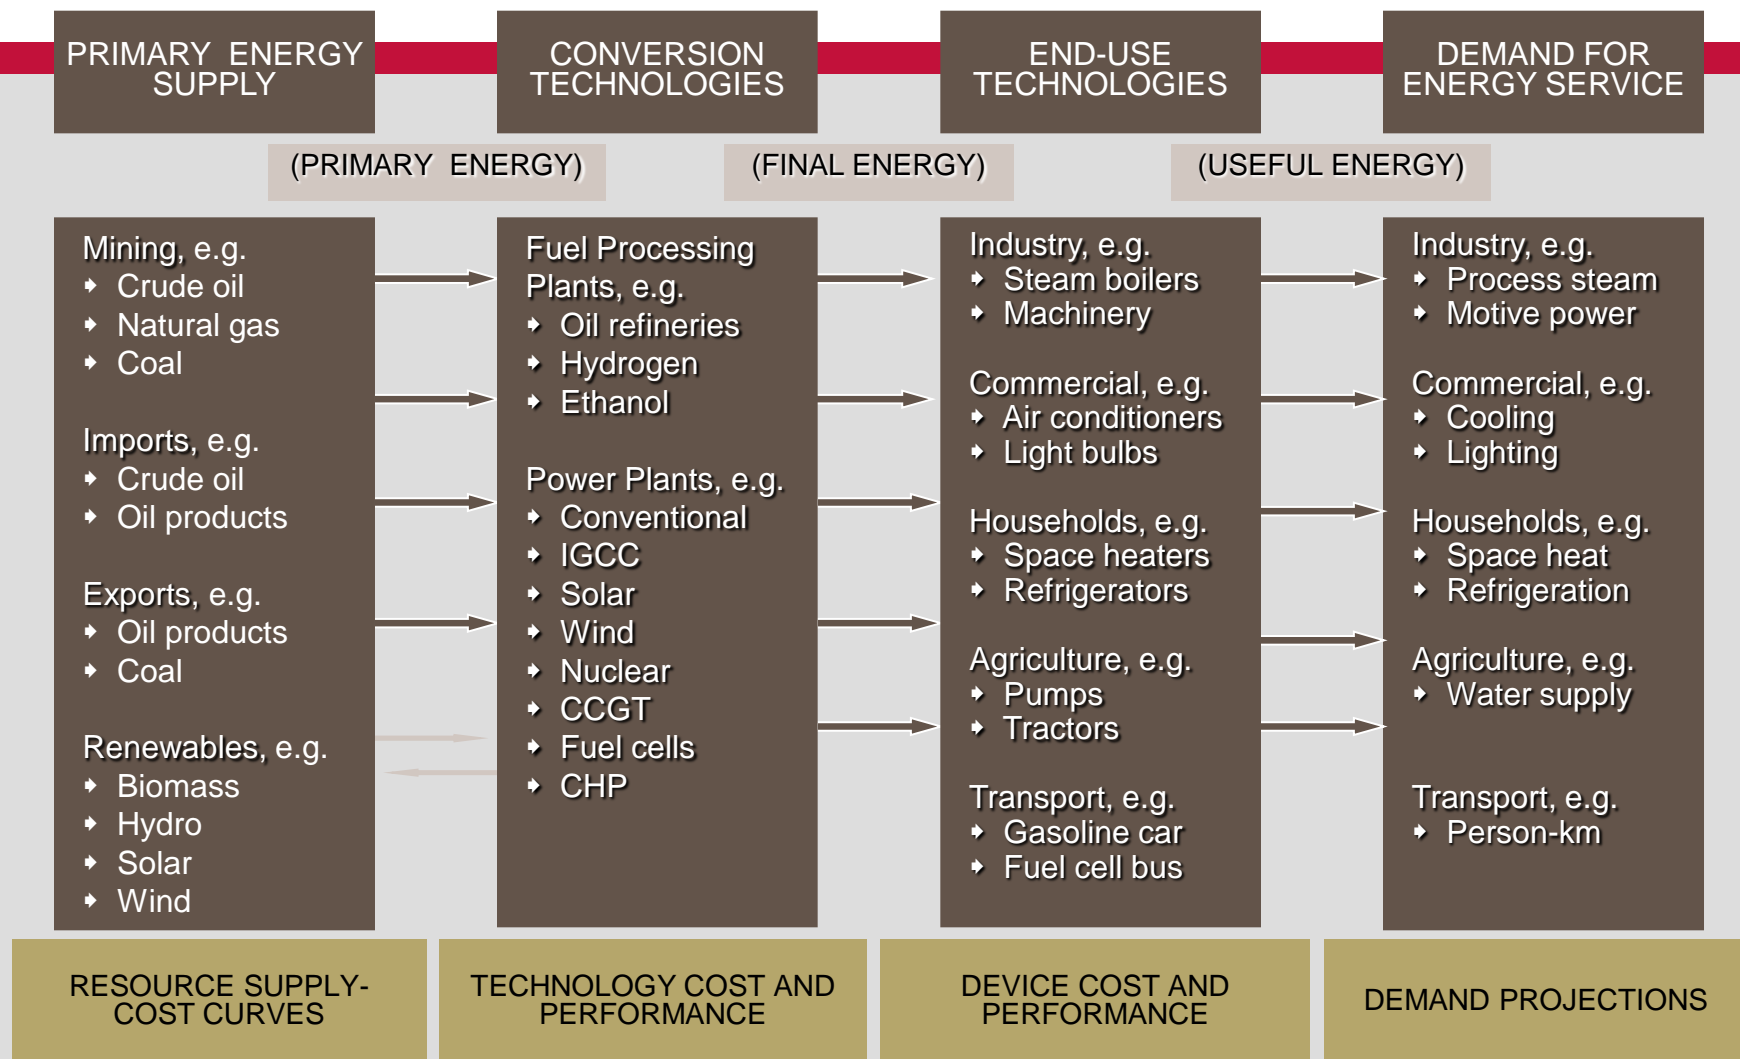 PRIMARY  ENERGY
SUPPLY
CONVERSION
TECHNOLOGIES
END-USE
TECHNOLOGIES
DEMAND FOR
ENERGY SERVICE
(PRIMARY  ENERGY)
(FINAL ENERGY)
(USEFUL ENERGY)
Mining, e.g.
Crude oil
Natural gas
Coal
Imports, e.g.
Crude oil
Oil products
Exports, e.g.
Oil products
Coal
Renewables, e.g.
Biomass
Hydro
Solar
Wind
Fuel Processing
Plants, e.g.
Oil refineries
Hydrogen
Ethanol
Power Plants, e.g.
Conventional
IGCC
Solar
Wind
Nuclear
CCGT
Fuel cells
CHP
Industry, e.g.
Steam boilers
Machinery
Commercial, e.g.
Air conditioners
Light bulbs
Households, e.g.
Space heaters
Refrigerators
Agriculture, e.g.
Pumps
Tractors
Transport, e.g.
Gasoline car
Fuel cell bus
Industry, e.g.
Process steam
Motive power
Commercial, e.g.
Cooling
Lighting
Households, e.g.
Space heat
Refrigeration
Agriculture, e.g.
Water supply
Transport, e.g.
Person-km
RESOURCE SUPPLY-
COST CURVES
TECHNOLOGY COST AND
PERFORMANCE
DEVICE COST AND
PERFORMANCE
DEMAND PROJECTIONS